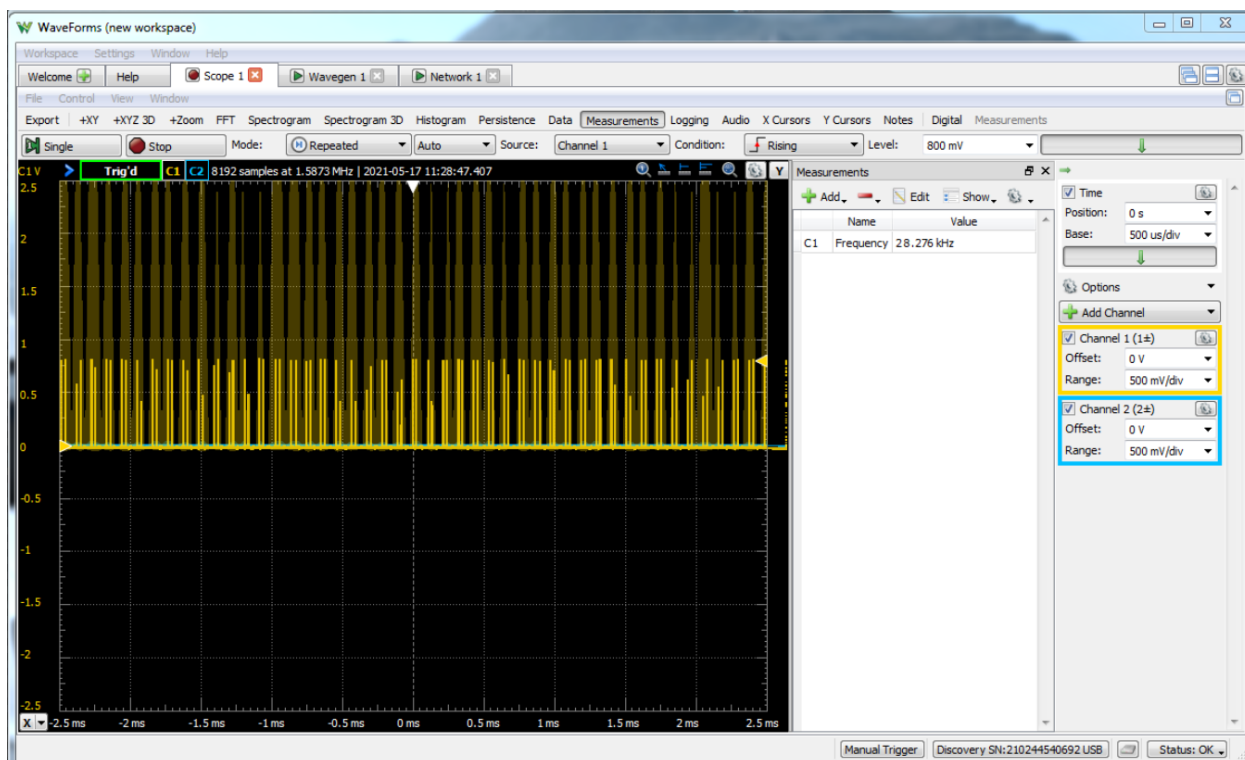 WaveForms (new workspace)
Workspace Settings Window Help
Welcome Help Scope 1 Wavegen 1 Network 1
File Control View Window
Export +XY +XYZ 3D +Zoom FFT Spectrogram Spectrogram 3D Histogram Persistence Data Measurements Logging Audio X Cursors Y Cursors Notes Digital Measurements
Single Stop Mode: Repeated Auto Source: Channel 1 Condition: Rising Level: 800 mV
C1 V Trig'd C1 C2 8192 samples at 1.5873 MHz | 2021-05-17 11:28:47.407 Y
2.5
2
1.5
1
0.5
0
-0.5
-1
-1.5
-2
-2.5
X -2.5 ms -2 ms -1.5 ms -1 ms -0.5 ms 0 ms 0.5 ms 1 ms 1.5 ms 2 ms 2.5 ms
Measurements
Add Edit Show
Name Value
C1 Frequency 28.276 kHz
Time
Position: 0 s
Base: 500 us/div
Options
Add Channel
Channel 1 (1±)
Offset: 0 V
Range: 500 mV/div
Channel 2 (2±)
Offset: 0 V
Range: 500 mV/div
Manual Trigger Discovery SN:210244540692 USB Status: OK